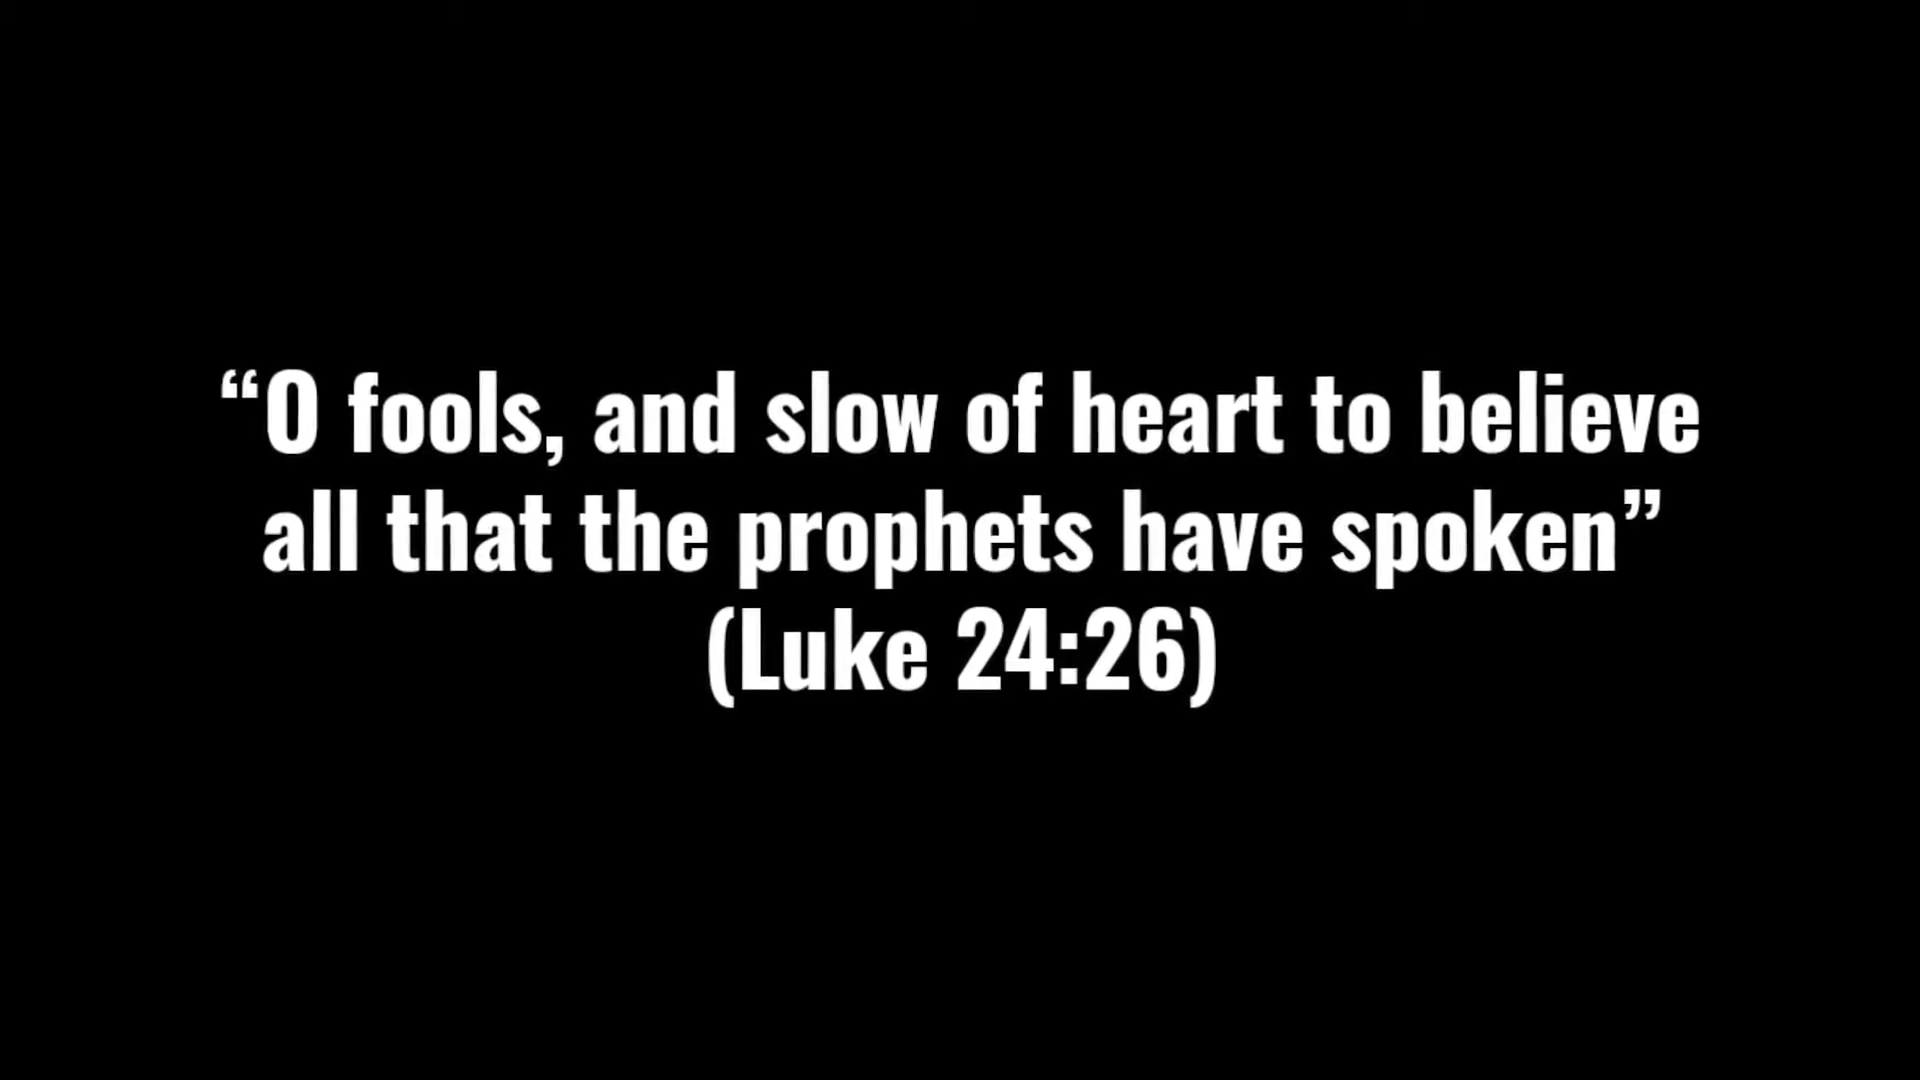 “O fools, and slow of heart to believe
all that the prophets have spoken”
(Luke 24:26)